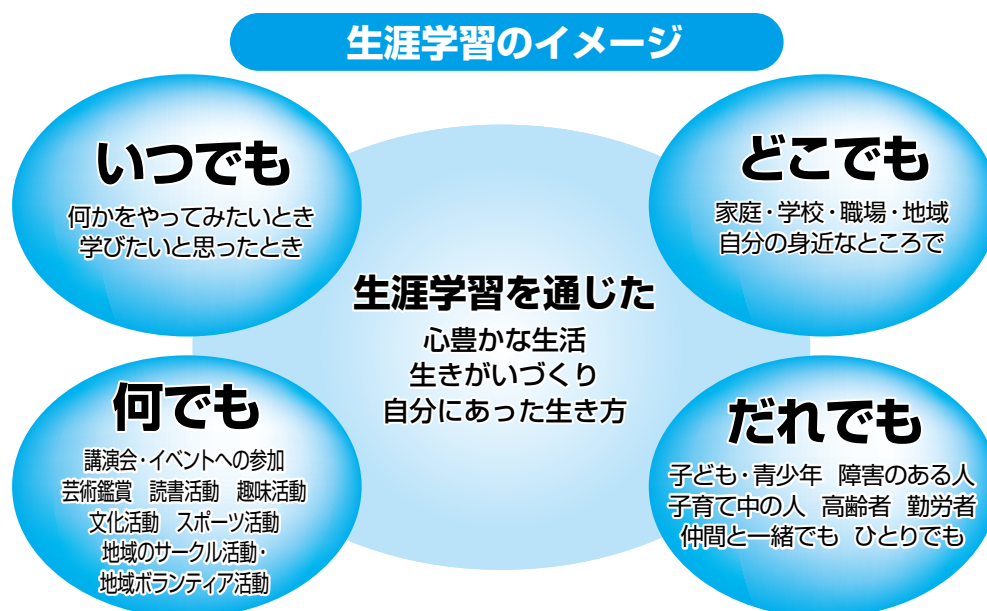 生涯学習のイメージ
いつでも
何かをやってみたいとき
学びたいと思ったとき
どこでも
家庭・学校・職場・地域
自分の身近なところで
生涯学習を通じた
心豊かな生活
生きがいづくり
自分にあった生き方
何でも
講演会・イベントへの参加
芸術鑑賞　読書活動　趣味活動
文化活動　スポーツ活動
地域のサークル活動・
地域ボランティア活動
だれでも
子ども・青少年　障害のある人
子育て中の人　高齢者　勤労者
仲間と一緒でも　ひとりでも